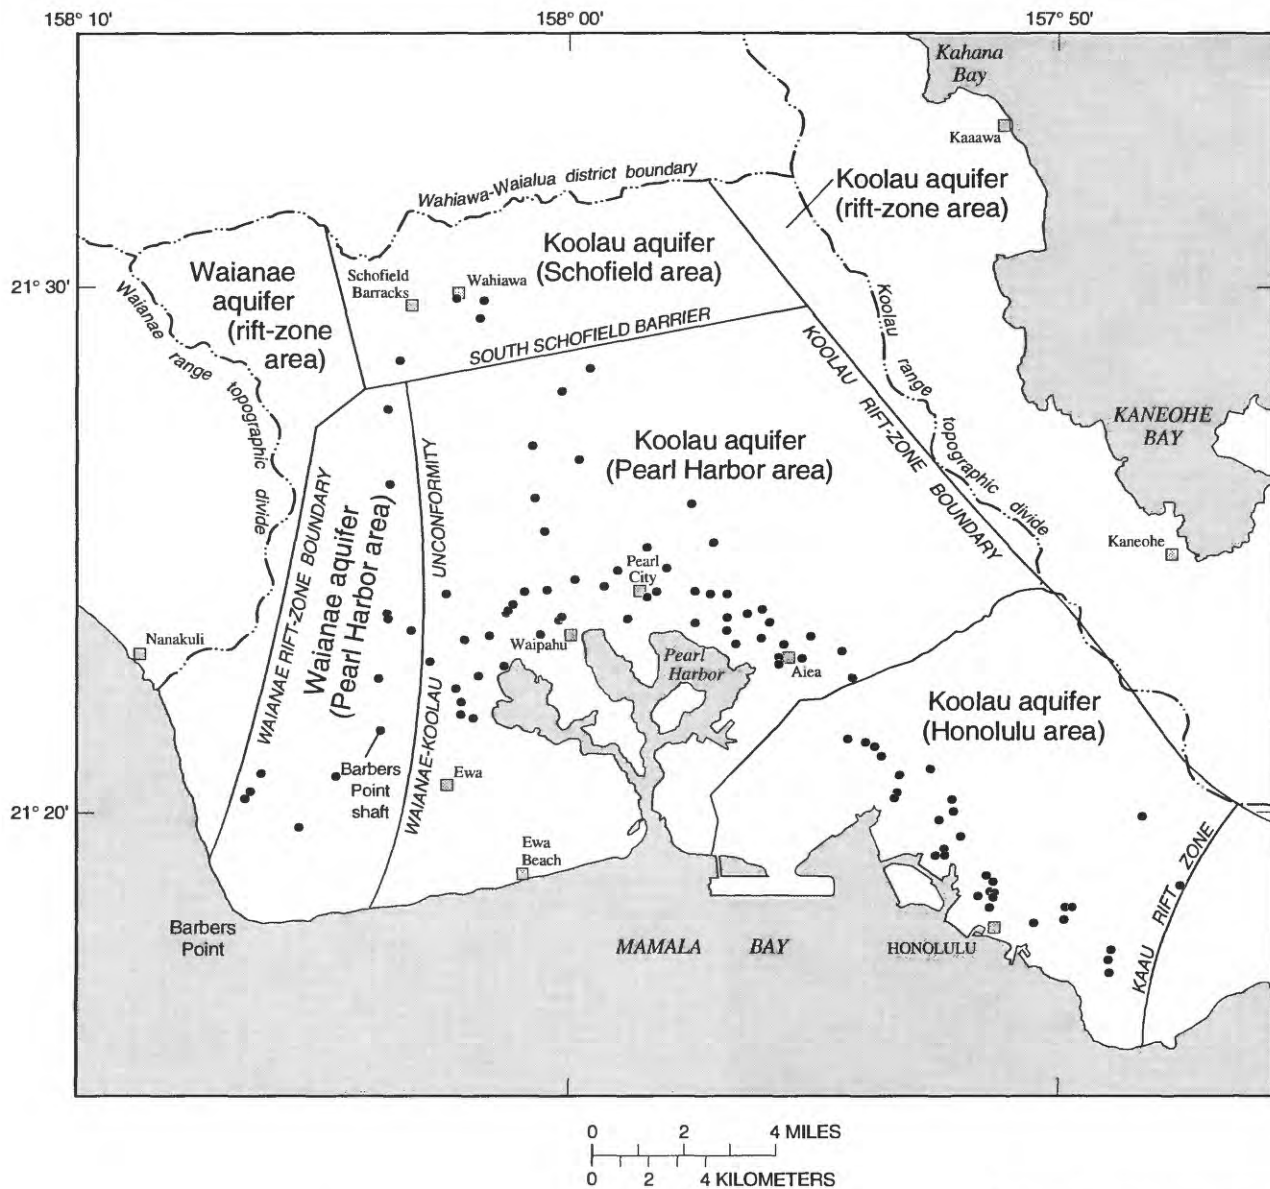 158° 10'
158° 00'
157° 50'
Kahana
Bay
Kaaawa
Wahiawa-Waialua district boundary
Koolau aquifer
(rift-zone area)
Koolau aquifer
(Schofield area)
Waianae
aquifer
(rift-zone
area)
Schofield
Barracks
Wahiawa
21° 30'
Waianae range topographic divide
SOUTH SCHOFIELD BARRIER
Koolau range topographic divide
KOOLAU RIFT-ZONE BOUNDARY
KANEOHE
BAY
Koolau aquifer
(Pearl Harbor area)
WAIANAE RIFT-ZONE BOUNDARY
Waianae aquifer
(Pearl Harbor area)
WAIANAE-KOOLAU UNCONFORMITY
Kaneohe
Pearl
City
Nanakuli
Waipahu
Pearl
Harbor
Aiea
Koolau aquifer
(Honolulu area)
Barbers
Point
shaft
Ewa
21° 20'
Ewa
Beach
KAAU RIFT ZONE
Barbers
Point
MAMALA BAY
HONOLULU
0 2 4 MILES
0 2 4 KILOMETERS